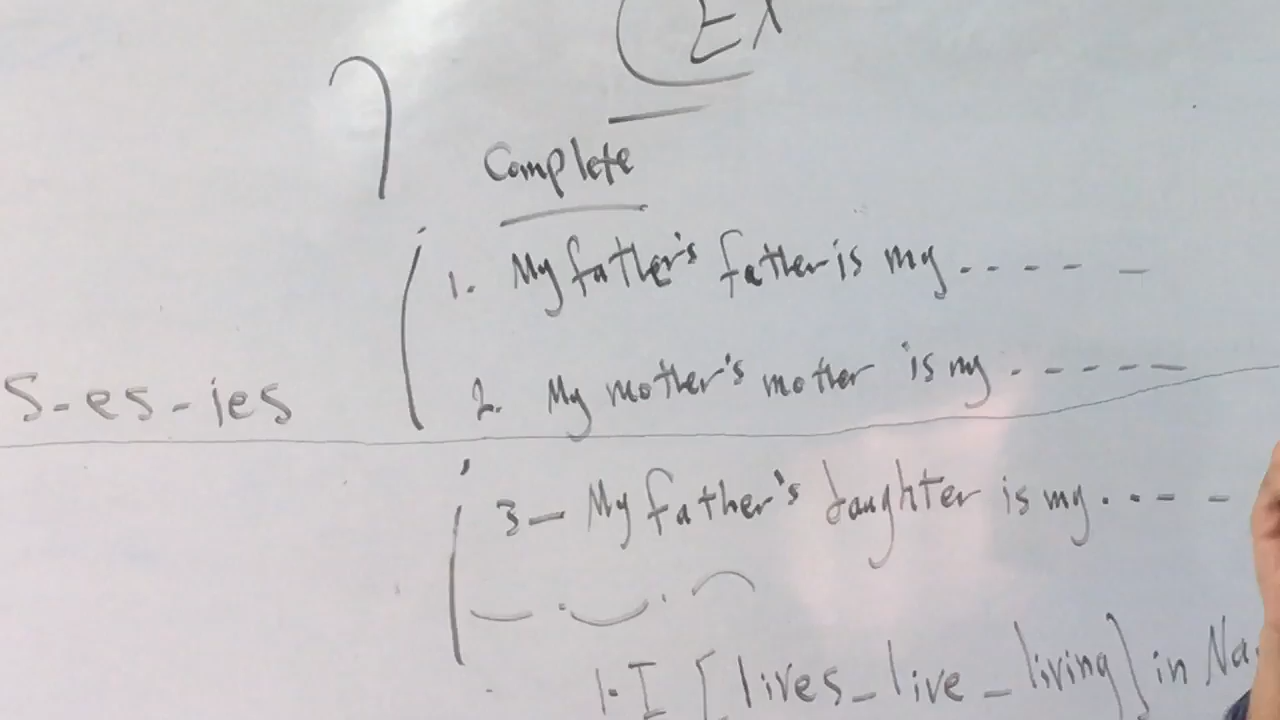 Ex
Complete
1. My father's father is my ..... 
2. My mother's mother is my ......
S-es-ies
3- My father's daughter is my .....
1-I [lives_live_living] in